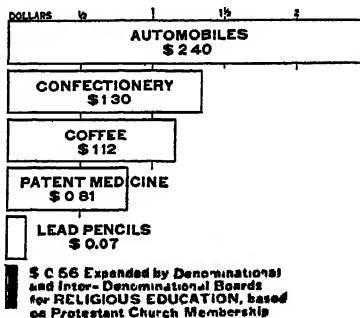 DOLLARS ½ 1 1½ 2
AUTOMOBILES
$2 40
CONFECTIONERY
$1 30
COFFEE
$1 12
PATENT MEDICINE
$0 81
LEAD PENCILS
$0.07
$ 0 56 Expanded by Denominational
and Inter-Denominational Boards
for RELIGIOUS EDUCATION, based
on Protestant Church Membership